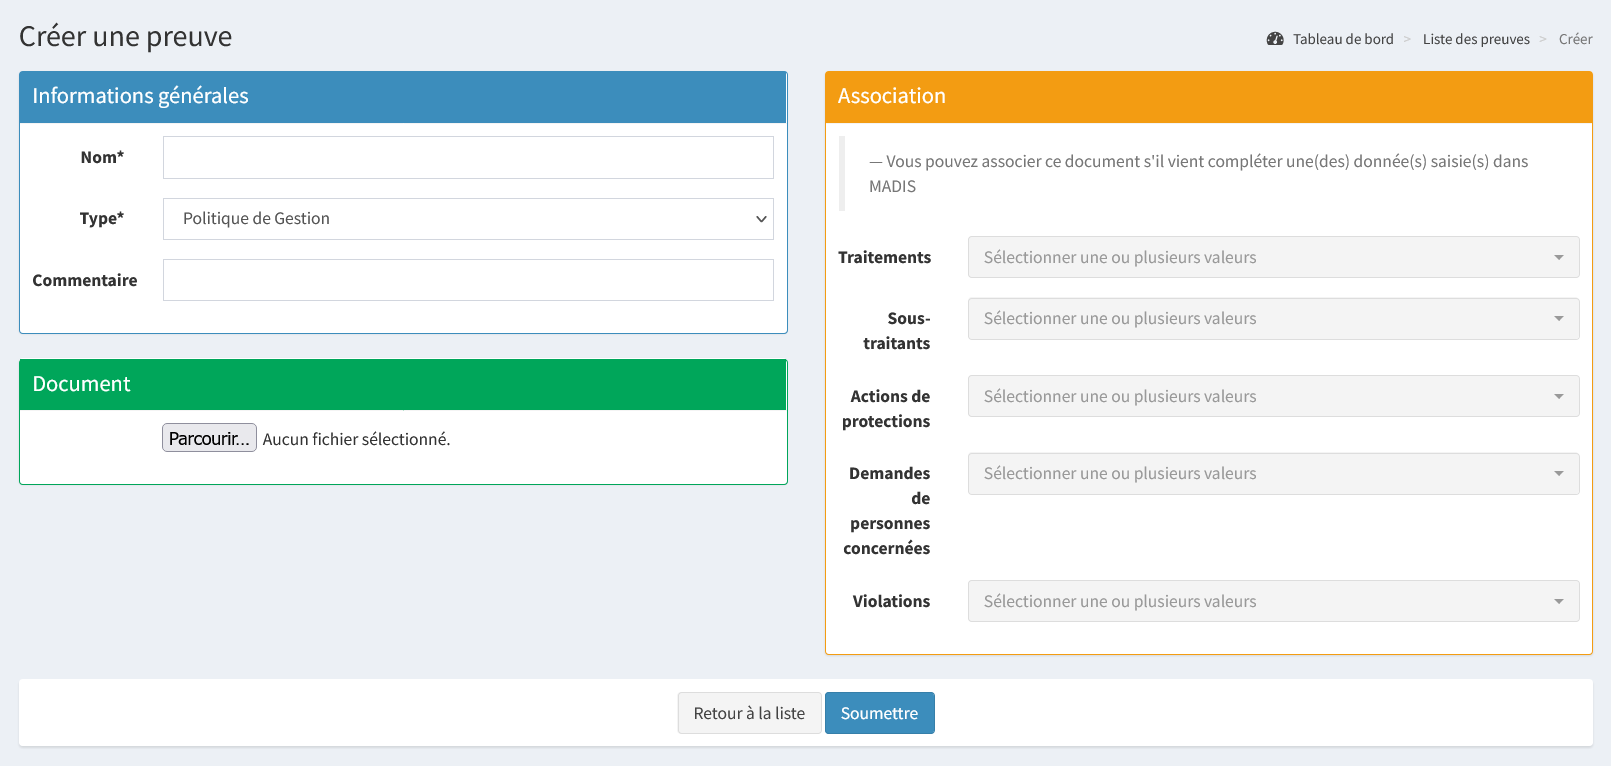 Créer une preuve
Tableau de bord > Liste des preuves > Créer
Informations générales
Nom*
Type*
Politique de Gestion
Commentaire
Document
Parcourir... Aucun fichier sélectionné.
Association
— Vous pouvez associer ce document s'il vient compléter une(des) donnée(s) saisie(s) dans
MADIS
Traitements
Sélectionner une ou plusieurs valeurs
Sous-
traitants
Sélectionner une ou plusieurs valeurs
Actions de
protections
Sélectionner une ou plusieurs valeurs
Demandes
de
personnes
concernées
Sélectionner une ou plusieurs valeurs
Violations
Sélectionner une ou plusieurs valeurs
Retour à la liste
Soumettre